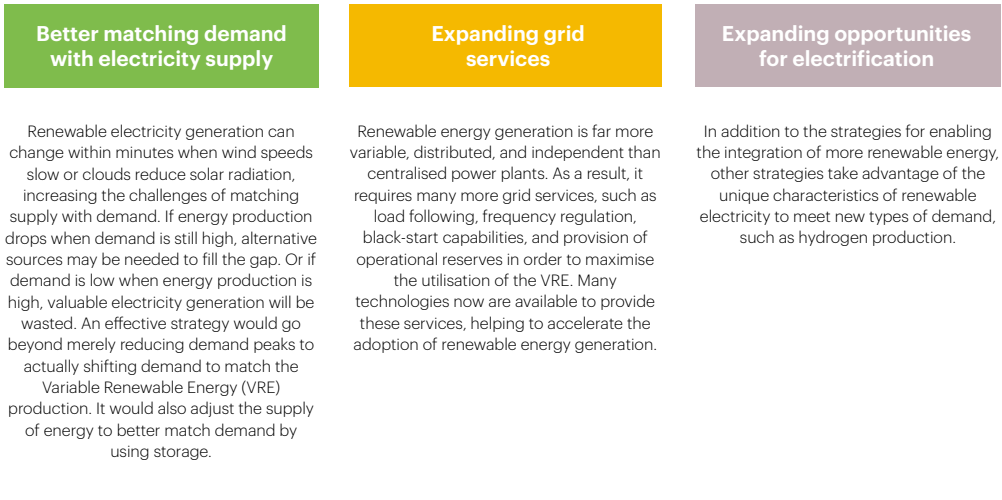 Better matching demand
with electricity supply
Renewable electricity generation can
change within minutes when wind speeds
slow or clouds reduce solar radiation,
increasing the challenges of matching
supply with demand. If energy production
drops when demand is still high, alternative
sources may be needed to fill the gap. Or if
demand is low when energy production is
high, valuable electricity generation will be
wasted. An effective strategy would go
beyond merely reducing demand peaks to
actually shifting demand to match the
Variable Renewable Energy (VRE)
production. It would also adjust the supply
of energy to better match demand by
using storage.
Expanding grid
services
Renewable energy generation is far more
variable, distributed, and independent than
centralised power plants. As a result, it
requires many more grid services, such as
load following, frequency regulation,
black-start capabilities, and provision of
operational reserves in order to maximise
the utilisation of the VRE. Many
technologies now are available to provide
these services, helping to accelerate the
adoption of renewable energy generation.
Expanding opportunities
for electrification
In addition to the strategies for enabling
the integration of more renewable energy,
other strategies take advantage of the
unique characteristics of renewable
electricity to meet new types of demand,
such as hydrogen production.